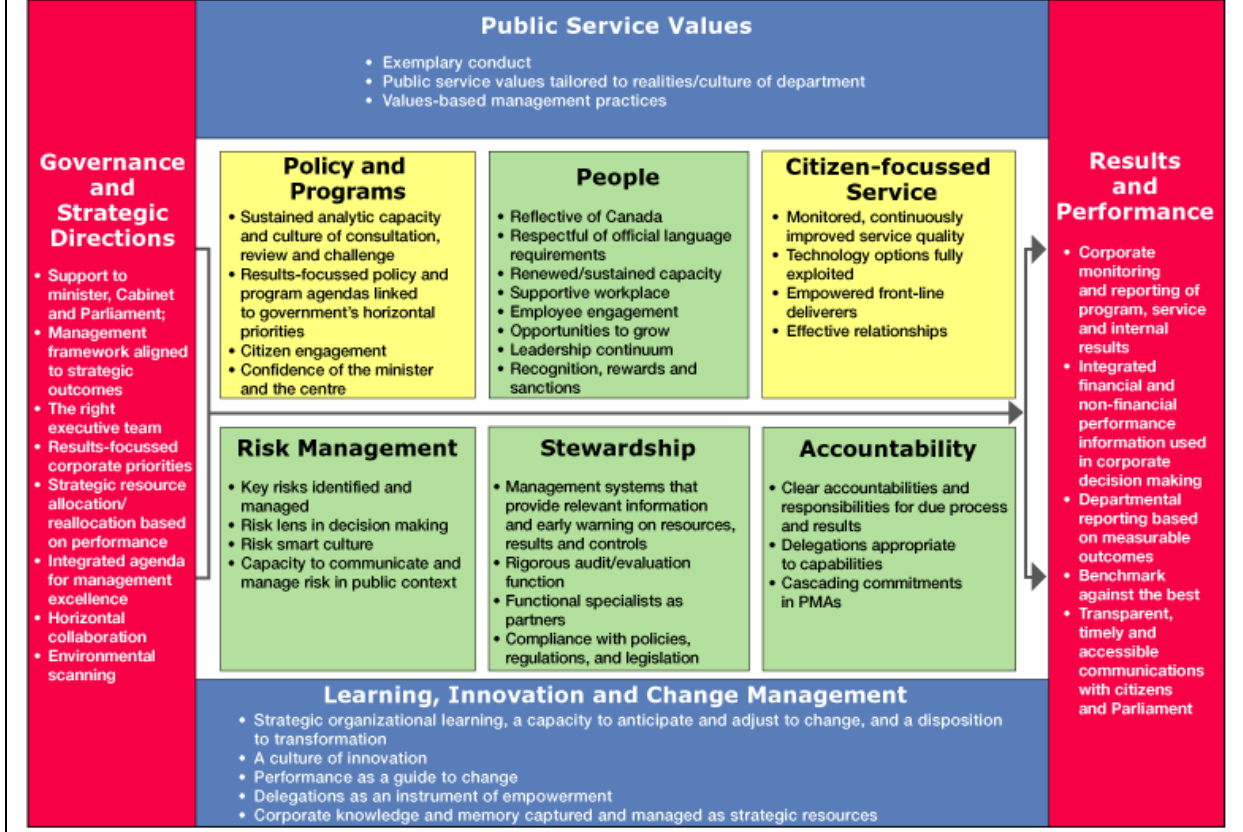 Public Service Values
• Exemplary conduct
• Public service values tailored to realities/culture of department
• Values-based management practices
Governance
and
Strategic
Directions
• Support to
minister, Cabinet
and Parliament;
• Management
framework aligned
to strategic
outcomes
• The right
executive team
• Results-focussed
corporate priorities
• Strategic resource
allocation/
reallocation based
on performance
• Integrated agenda
for management
excellence
• Horizontal
collaboration
• Environmental
scanning
Policy and
Programs
• Sustained analytic capacity
and culture of consultation,
review and challenge
• Results-focussed policy and
program agendas linked
to government's horizontal
priorities
• Citizen engagement
• Confidence of the minister
and the centre
People
• Reflective of Canada
• Respectful of official language
requirements
• Renewed/sustained capacity
• Supportive workplace
• Employee engagement
• Opportunities to grow
• Leadership continuum
• Recognition, rewards and
sanctions
Citizen-focussed
Service
• Monitored, continuously
improved service quality
• Technology options fully
exploited
• Empowered front-line
deliverers
• Effective relationships
Risk Management
• Key risks identified and
managed
• Risk lens in decision making
• Risk smart culture
• Capacity to communicate and
manage risk in public context
Stewardship
• Management systems that
provide relevant information
and early warning on resources,
results and controls
• Rigorous audit/evaluation
function
• Functional specialists as
partners
• Compliance with policies,
regulations, and legislation
Accountability
• Clear accountabilities and
responsibilities for due process
and results
• Delegations appropriate
to capabilities
• Cascading commitments
in PMAs
Results
and
Performance
• Corporate
monitoring
and reporting of
program, service
and internal
results
• Integrated
financial and
non-financial
performance
information used
in corporate
decision making
• Departmental
reporting based
on measurable
outcomes
• Benchmark
against the best
• Transparent,
timely and
accessible
communications
with citizens
and Parliament
Learning, Innovation and Change Management
• Strategic organizational learning, a capacity to anticipate and adjust to change, and a disposition
to transformation
• A culture of innovation
• Performance as a guide to change
• Delegations as an instrument of empowerment
• Corporate knowledge and memory captured and managed as strategic resources